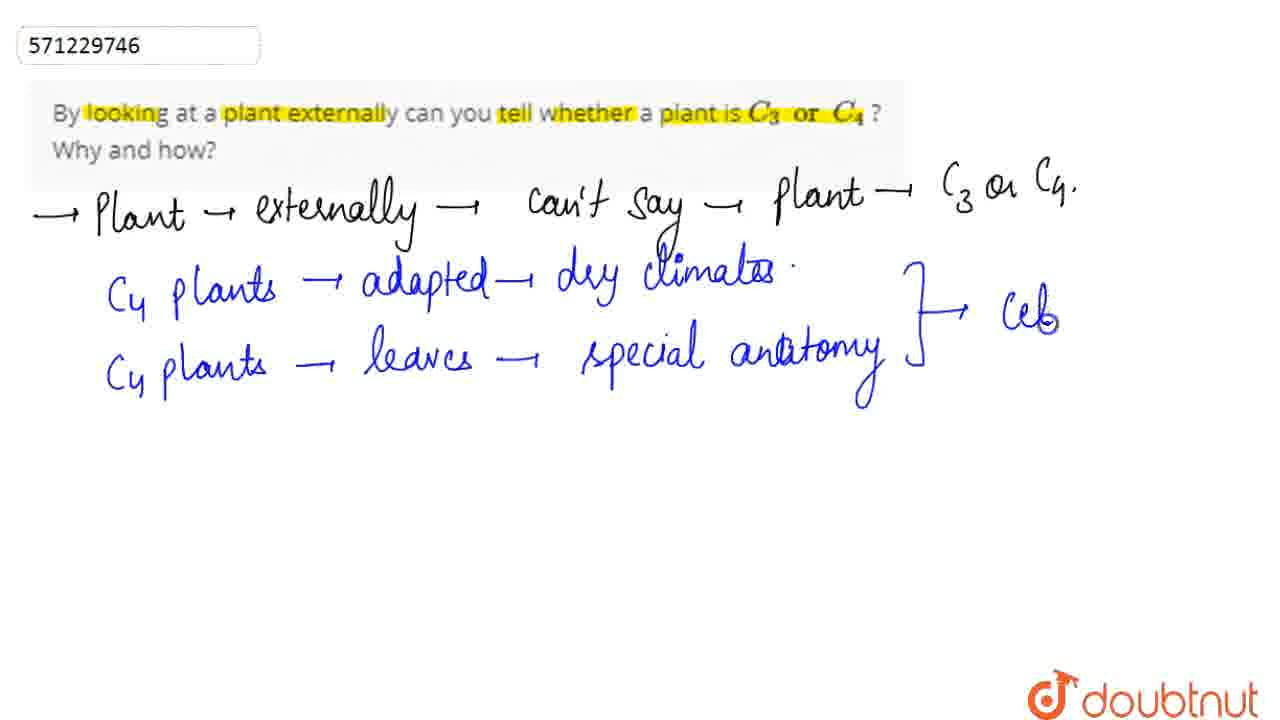 571229746
By looking at a plant externally can you tell whether a plant is C₃ or C₄ ?
Why and how?
→ Plant → externally → can't say → plant → C₃ or C₄.
C₄ plants → adapted → dry climates.
C₄ plants → leaves → special anatomy } →
doubtnut